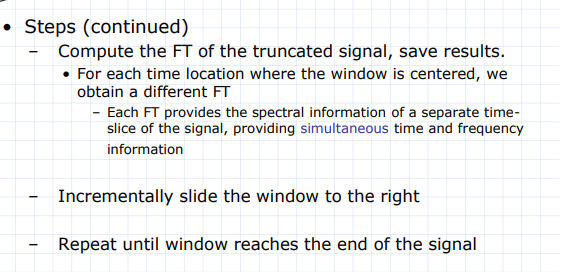 • Steps (continued)
– Compute the FT of the truncated signal, save results.
• For each time location where the window is centered, we
obtain a different FT
– Each FT provides the spectral information of a separate time-
slice of the signal, providing simultaneous time and frequency
information
– Incrementally slide the window to the right
– Repeat until window reaches the end of the signal